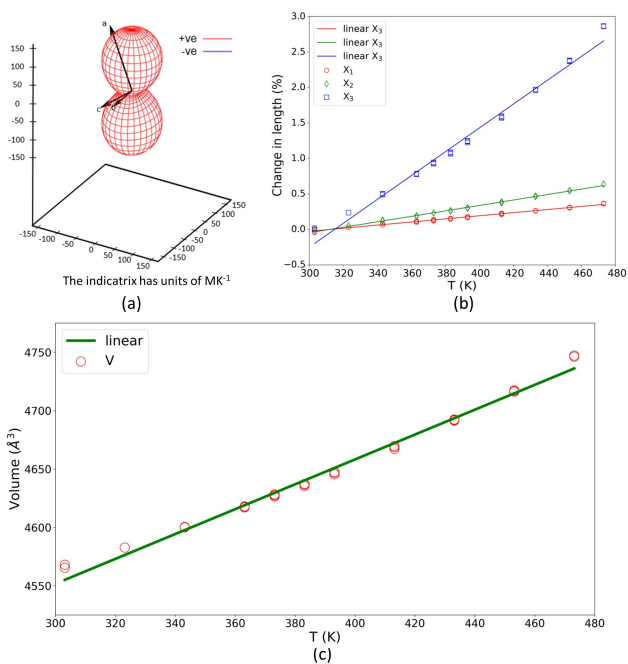 a
+ve
-ve
150
100
50
0
-50
-100
-150
c
150
100
50
0
-50
-100
-150
-150
-100
-50
0
50
100
150
The indicatrix has units of MK-1
(a)
3.0
2.5
2.0
1.5
1.0
0.5
0.0
−0.5
Change in length (%)
linear X3
linear X3
linear X3
X1
X2
X3
300 320 340 360 380 400 420 440 460 480
T (K)
(b)
linear
V
4750
4700
4650
4600
4550
Volume (Å3)
300 320 340 360 380 400 420 440 460 480
T (K)
(c)